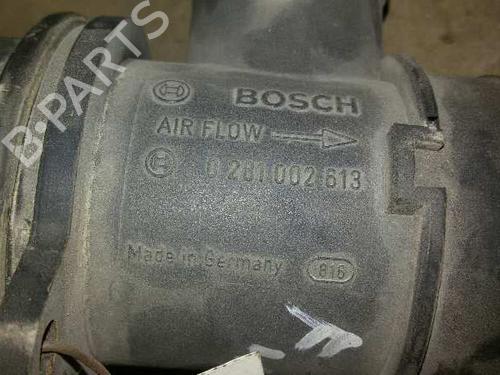 B-PARTS
BOSCH
AIR FLOW
0 281 002 613
Made in Germany
816